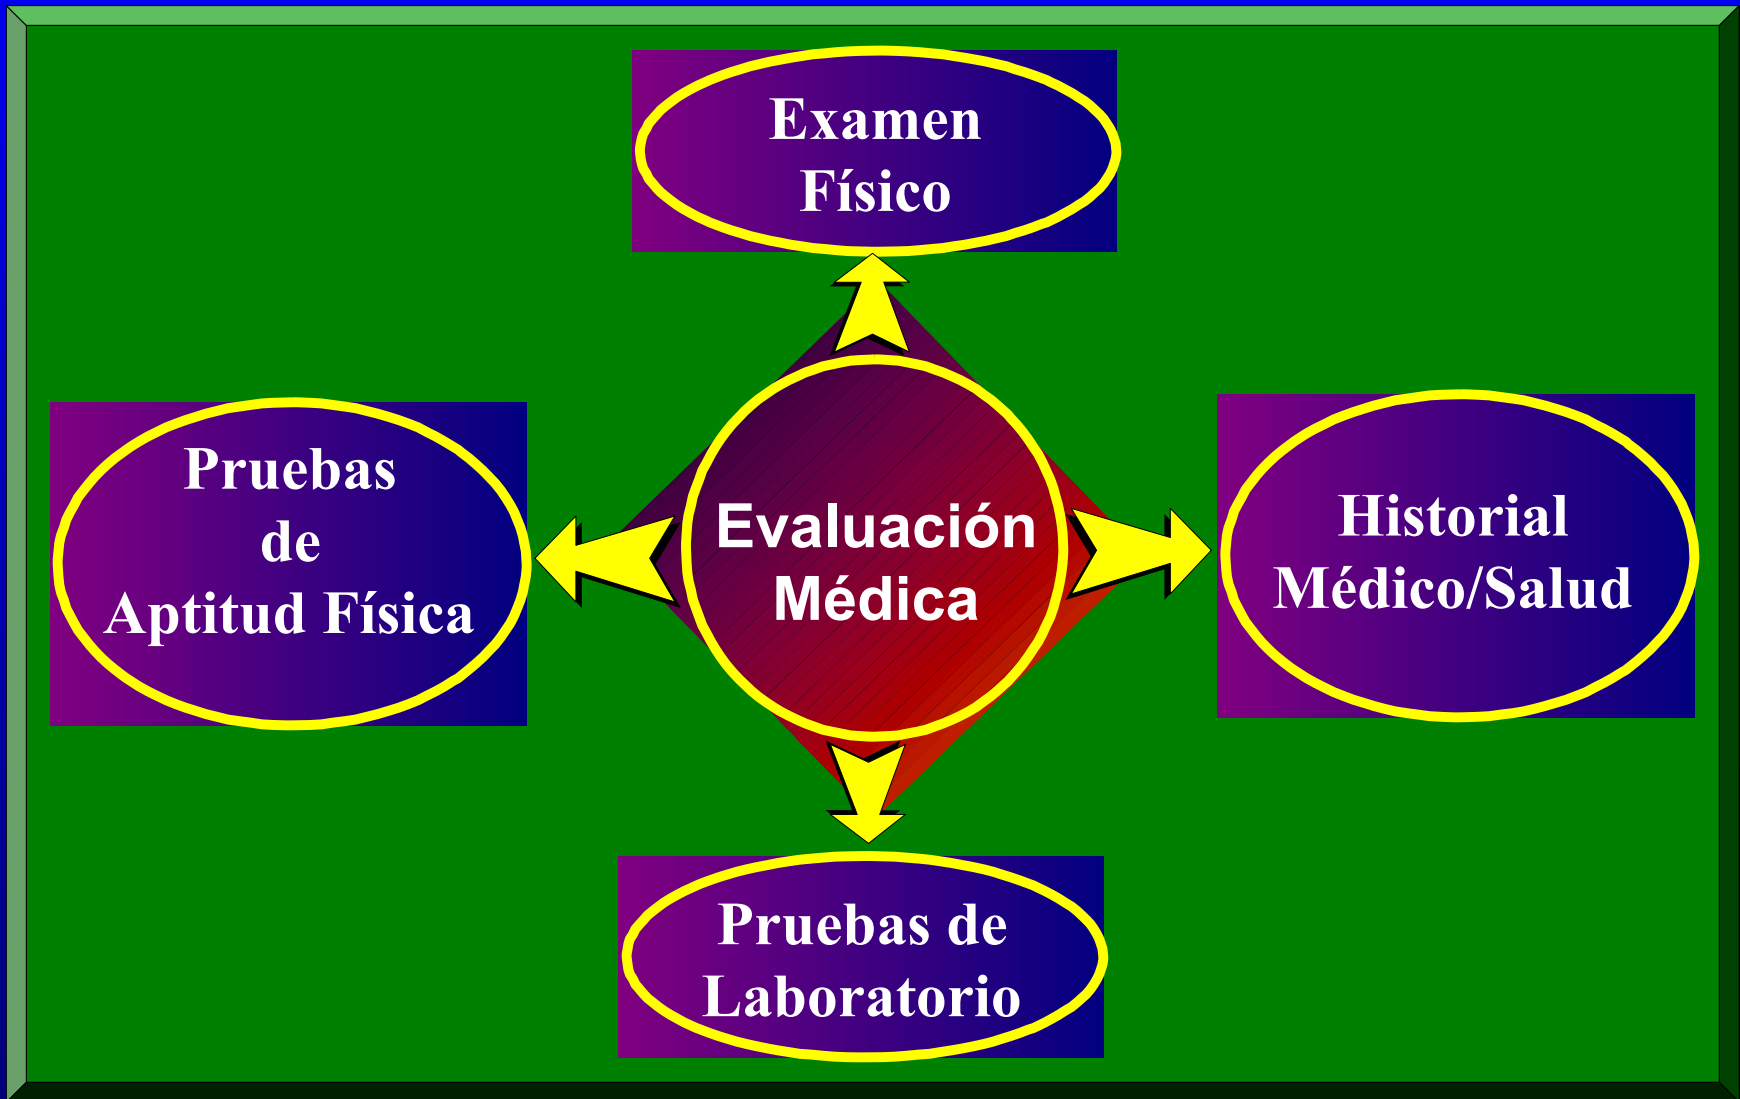 Examen
Físico
Pruebas
de
Aptitud Física
Evaluación
Médica
Historial
Médico/Salud
Pruebas de
Laboratorio